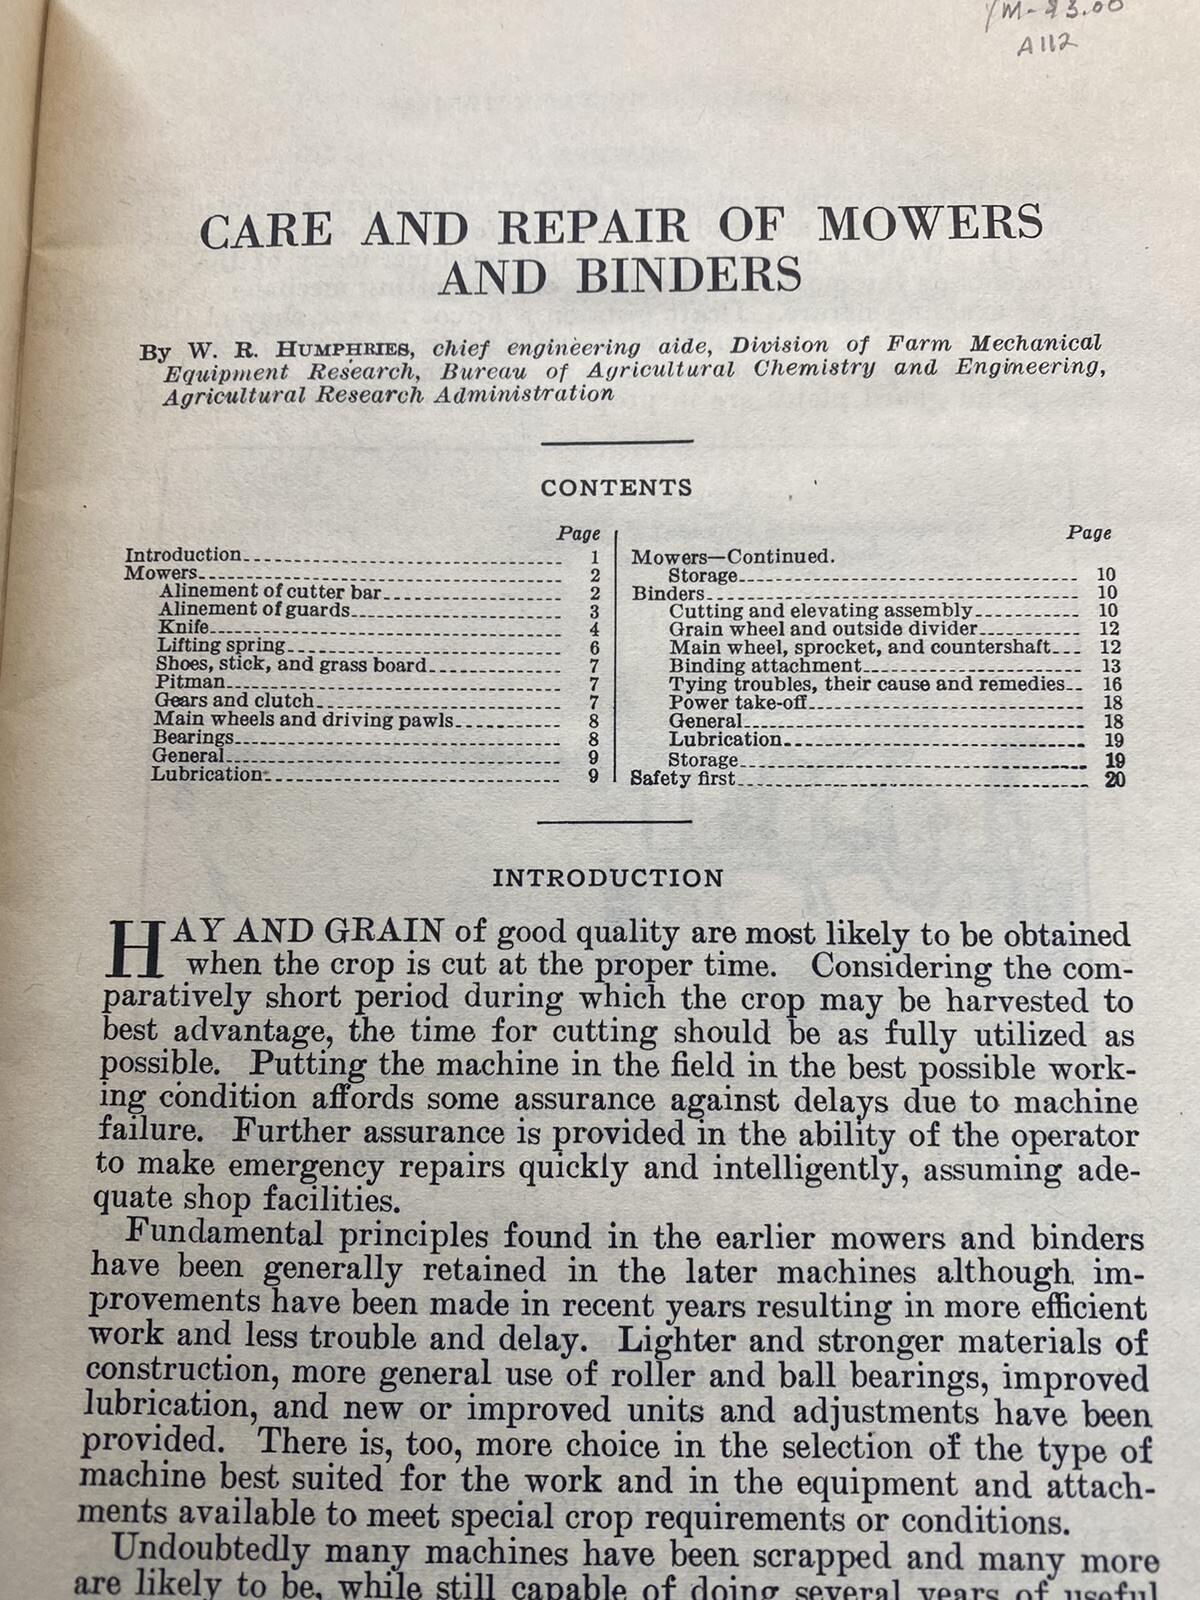 A112
CARE AND REPAIR OF MOWERS
AND BINDERS
By W. R. HUMPHRIES, chief engineering aide, Division of Farm Mechanical
Equipment Research, Bureau of Agricultural Chemistry and Engineering,
Agricultural Research Administration
CONTENTS
Page
Introduction 1
Mowers 2
Alinement of cutter bar 2
Alinement of guards 3
Knife 4
Lifting spring 6
Shoes, stick, and grass board 7
Pitman 7
Gears and clutch 7
Main wheels and driving pawls 8
Bearings 8
General 9
Lubrication 9
Page
Mowers—Continued.
Storage 10
Binders 10
Cutting and elevating assembly 10
Grain wheel and outside divider 12
Main wheel, sprocket, and countershaft 12
Binding attachment 13
Tying troubles, their cause and remedies 16
Power take-off 18
General 18
Lubrication 19
Storage 19
Safety first 20
INTRODUCTION
HAY AND GRAIN of good quality are most likely to be obtained
when the crop is cut at the proper time. Considering the com-
paratively short period during which the crop may be harvested to
best advantage, the time for cutting should be as fully utilized as
possible. Putting the machine in the field in the best possible work-
ing condition affords some assurance against delays due to machine
failure. Further assurance is provided in the ability of the operator
to make emergency repairs quickly and intelligently, assuming ade-
quate shop facilities.
Fundamental principles found in the earlier mowers and binders
have been generally retained in the later machines although im-
provements have been made in recent years resulting in more efficient
work and less trouble and delay. Lighter and stronger materials of
construction, more general use of roller and ball bearings, improved
lubrication, and new or improved units and adjustments have been
provided. There is, too, more choice in the selection of the type of
machine best suited for the work and in the equipment and attach-
ments available to meet special crop requirements or conditions.
Undoubtedly many machines have been scrapped and many more
are likely to be, while still capable of doing several years of useful